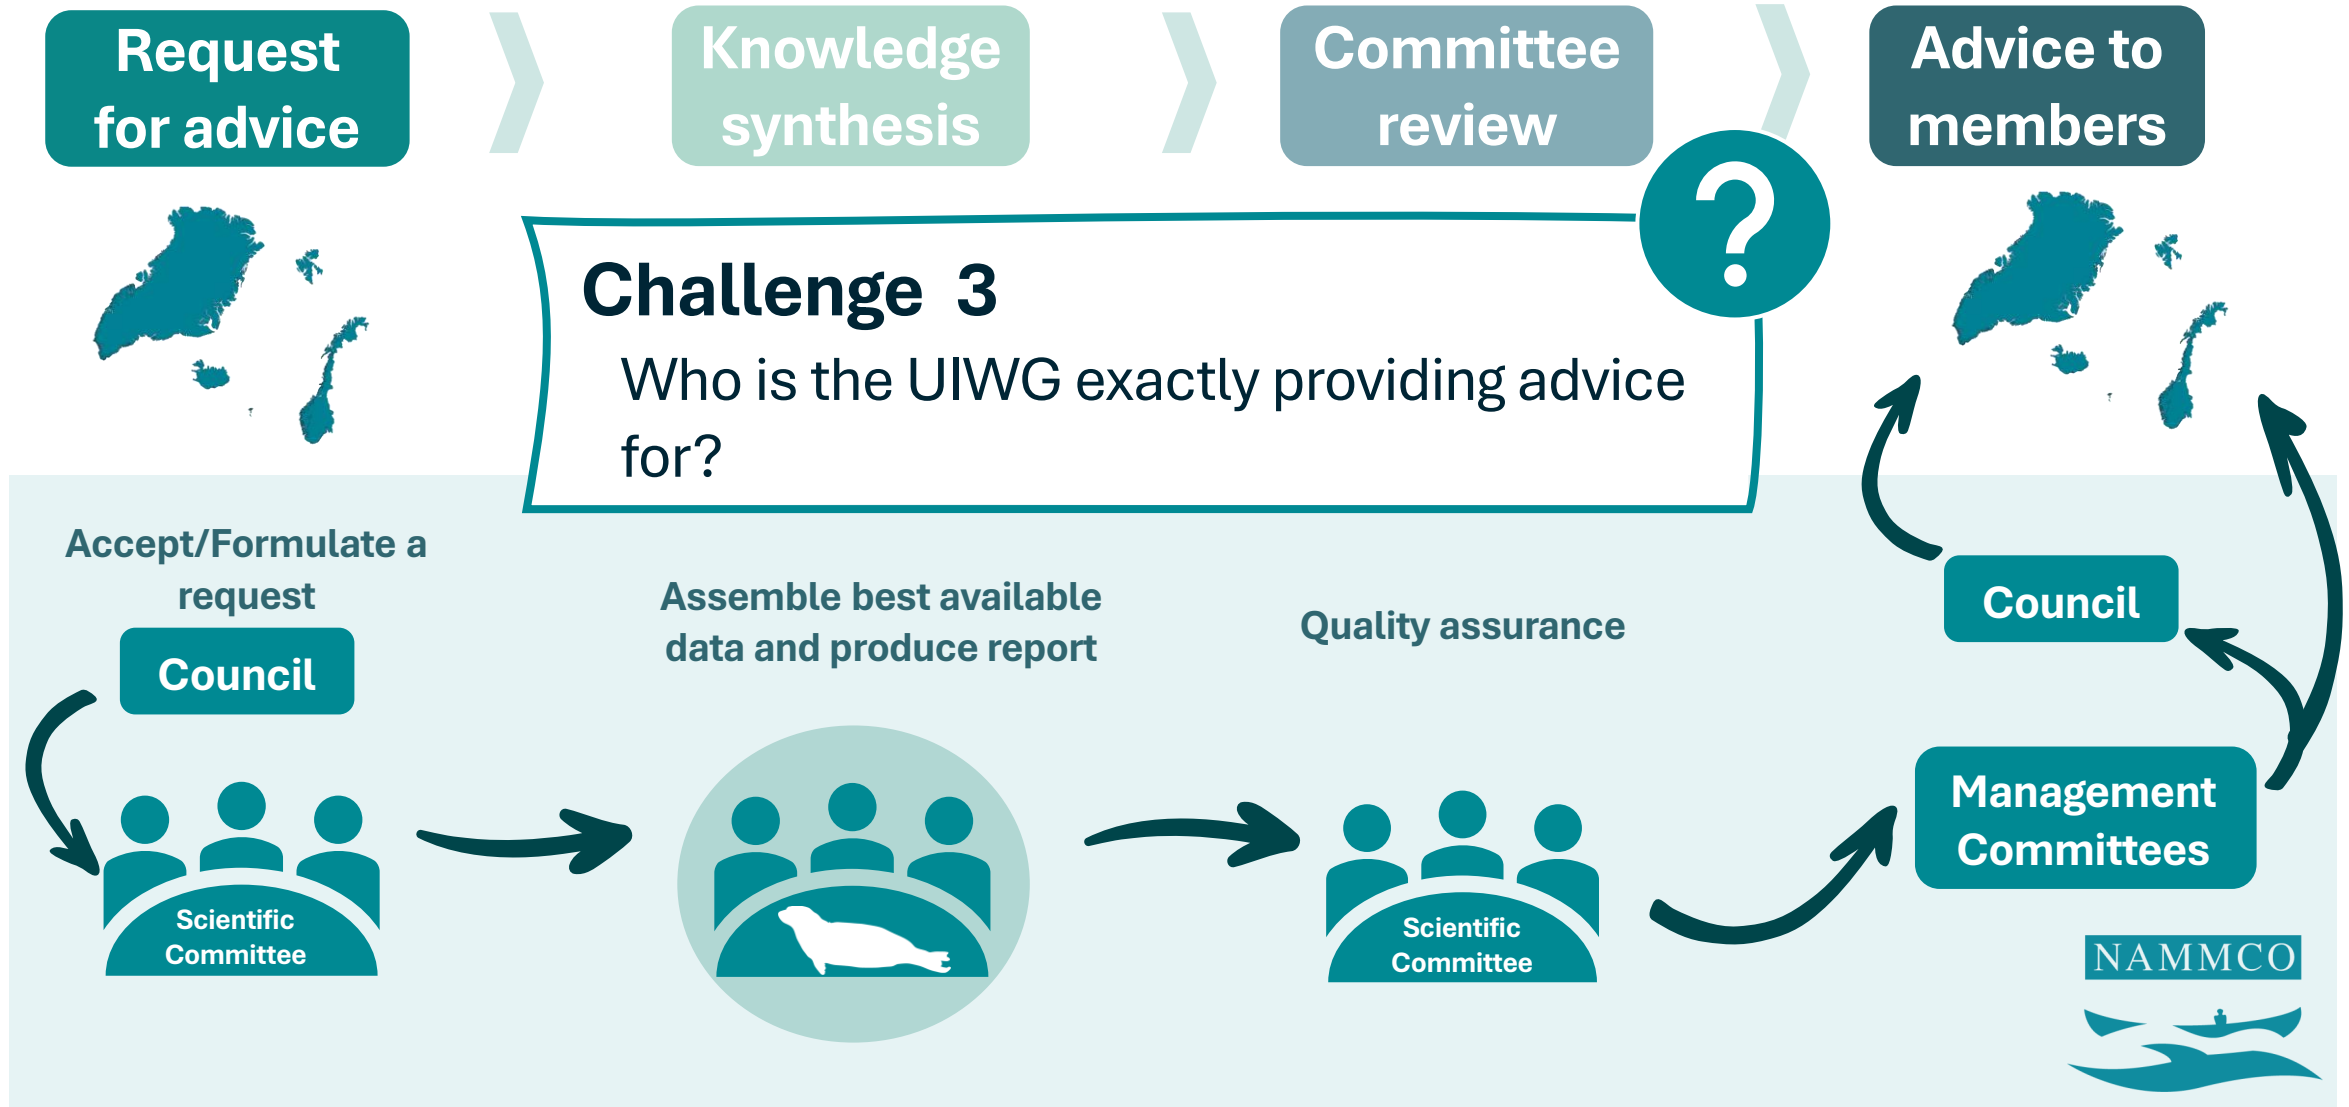 Request
for advice
Knowledge
synthesis
Committee
review
Advice to
members
Challenge 3
Who is the UIWG exactly providing advice
for?
Accept/Formulate a
request
Council
Scientific
Committee
Assemble best available
data and produce report
Quality assurance
Scientific
Committee
Council
Management
Committees
NAMMCO